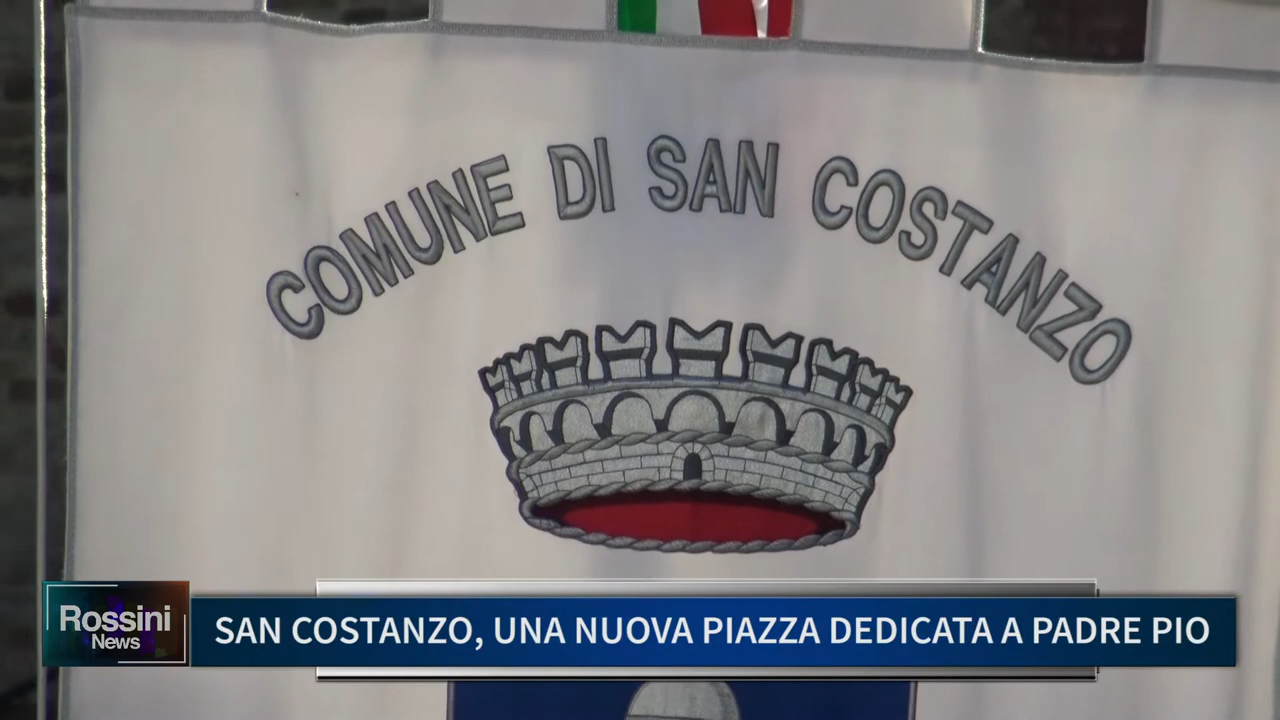 COMUNE DI SAN COSTANZO
Rossini
News
SAN COSTANZO, UNA NUOVA PIAZZA DEDICATA A PADRE PIO